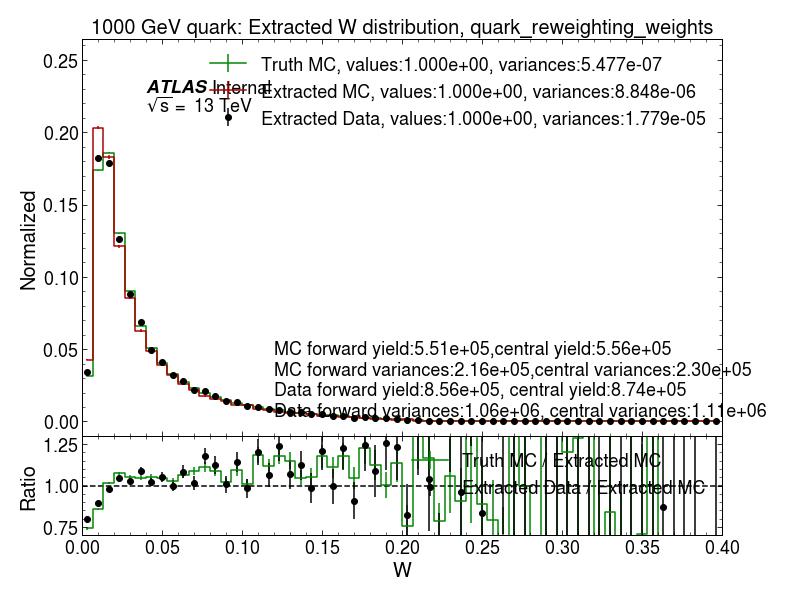 1000 GeV quark: Extracted W distribution, quark_reweighting_weights
Truth MC, values:1.000e+00, variances:5.477e-07
ATLAS Internal
Extracted MC, values:1.000e+00, variances:8.848e-06
√s = 13 TeV
Extracted Data, values:1.000e+00, variances:1.779e-05
0.25
0.20
0.15
0.10
0.05
0.00
Normalized
MC forward yield:5.51e+05,central yield:5.56e+05
MC forward variances:2.16e+05,central variances:2.30e+05
Data forward yield:8.56e+05, central yield:8.74e+05
Data forward variances:1.06e+06, central variances:1.11e+06
1.25
1.00
0.75
Ratio
Truth MC / Extracted MC
Extracted Data / Extracted MC
0.00 0.05 0.10 0.15 0.20 0.25 0.30 0.35 0.40
W